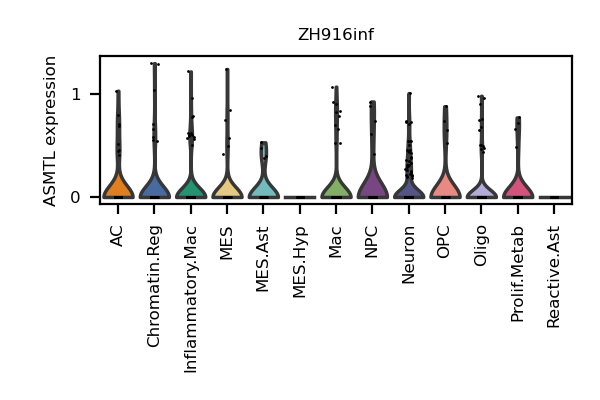 ZH916inf
ASMTL expression
1
0
AC
Chromatin.Reg
Inflammatory.Mac
MES
MES.Ast
MES.Hyp
Mac
NPC
Neuron
OPC
Oligo
Prolif.Metab
Reactive.Ast